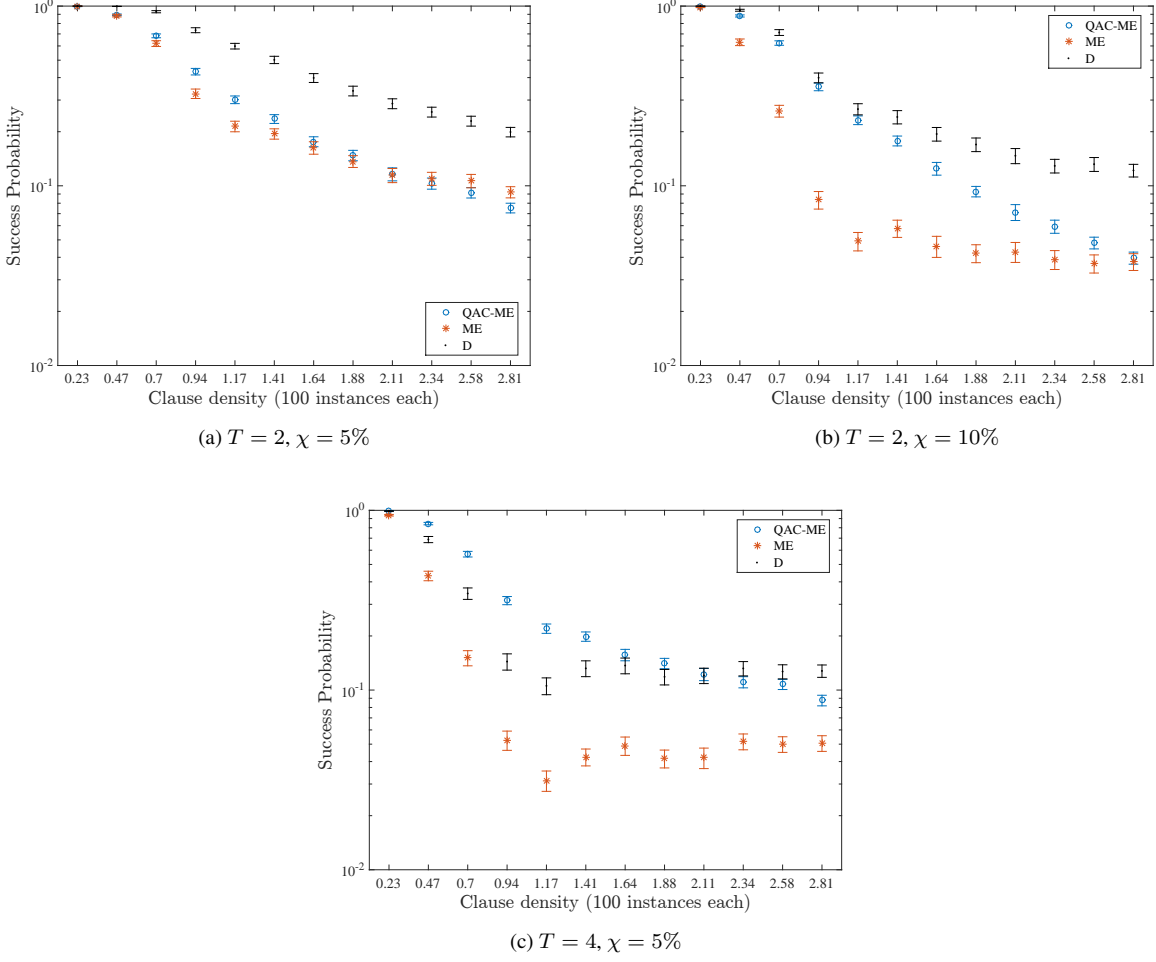 10^0
10^-1
10^-2
Success Probability
QAC-ME
ME
D
0.23 0.47 0.7 0.94 1.17 1.41 1.64 1.88 2.11 2.34 2.58 2.81
Clause density (100 instances each)
(a) T = 2, χ = 5%
10^0
10^-1
10^-2
Success Probability
QAC-ME
ME
D
0.23 0.47 0.7 0.94 1.17 1.41 1.64 1.88 2.11 2.34 2.58 2.81
Clause density (100 instances each)
(b) T = 2, χ = 10%
10^0
10^-1
10^-2
Success Probability
QAC-ME
ME
D
0.23 0.47 0.7 0.94 1.17 1.41 1.64 1.88 2.11 2.34 2.58 2.81
Clause density (100 instances each)
(c) T = 4, χ = 5%